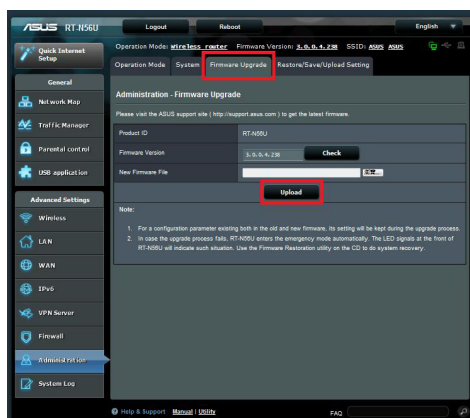 ASUS RT-N56U
Logout
Reboot
English
Quick Internet Setup
Operation Mode: Wireless router Firmware Version: 3.0.0.4.238 SSID: ASUS ASUS
Operation Mode
System
Firmware Upgrade
Restore/Save/Upload Setting
General
Network Map
Traffic Manager
Parental control
USB application
Advanced Settings
Wireless
LAN
WAN
IPv6
VPN Server
Firewall
Administration
System Log
Administration - Firmware Upgrade
Please visit the ASUS support site ( http://support.asus.com ) to get the latest firmware.
Product ID
RT-N56U
Firmware Version
3.0.0.4.238
Check
New Firmware File
Upload
Note:
1. For a configuration parameter existing both in the old and new firmware, its setting will be kept during the upgrade process.
2. In case the upgrade process fails, RT-N56U enters the emergency mode automatically. The LED signals at the front of
RT-N56U will indicate such situation. Use the Firmware Restoration utility on the CD to do system recovery.
Help & Support Manual | Utility
FAQ